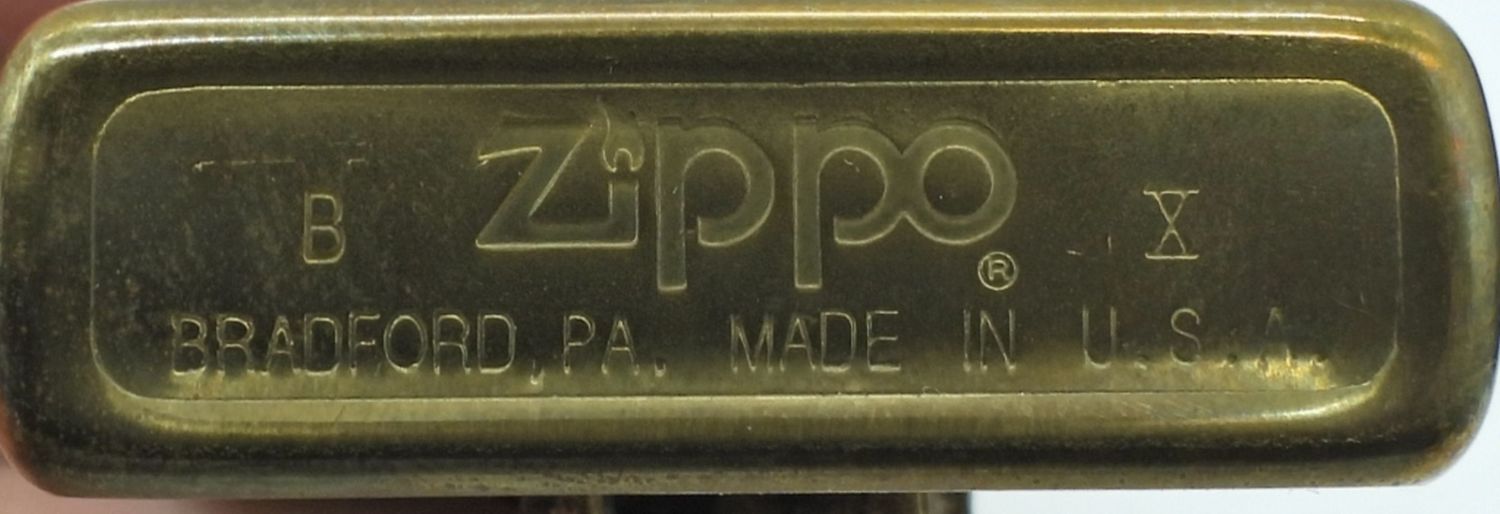 B Zippo ® X
BRADFORD, PA. MADE IN U.S.A.